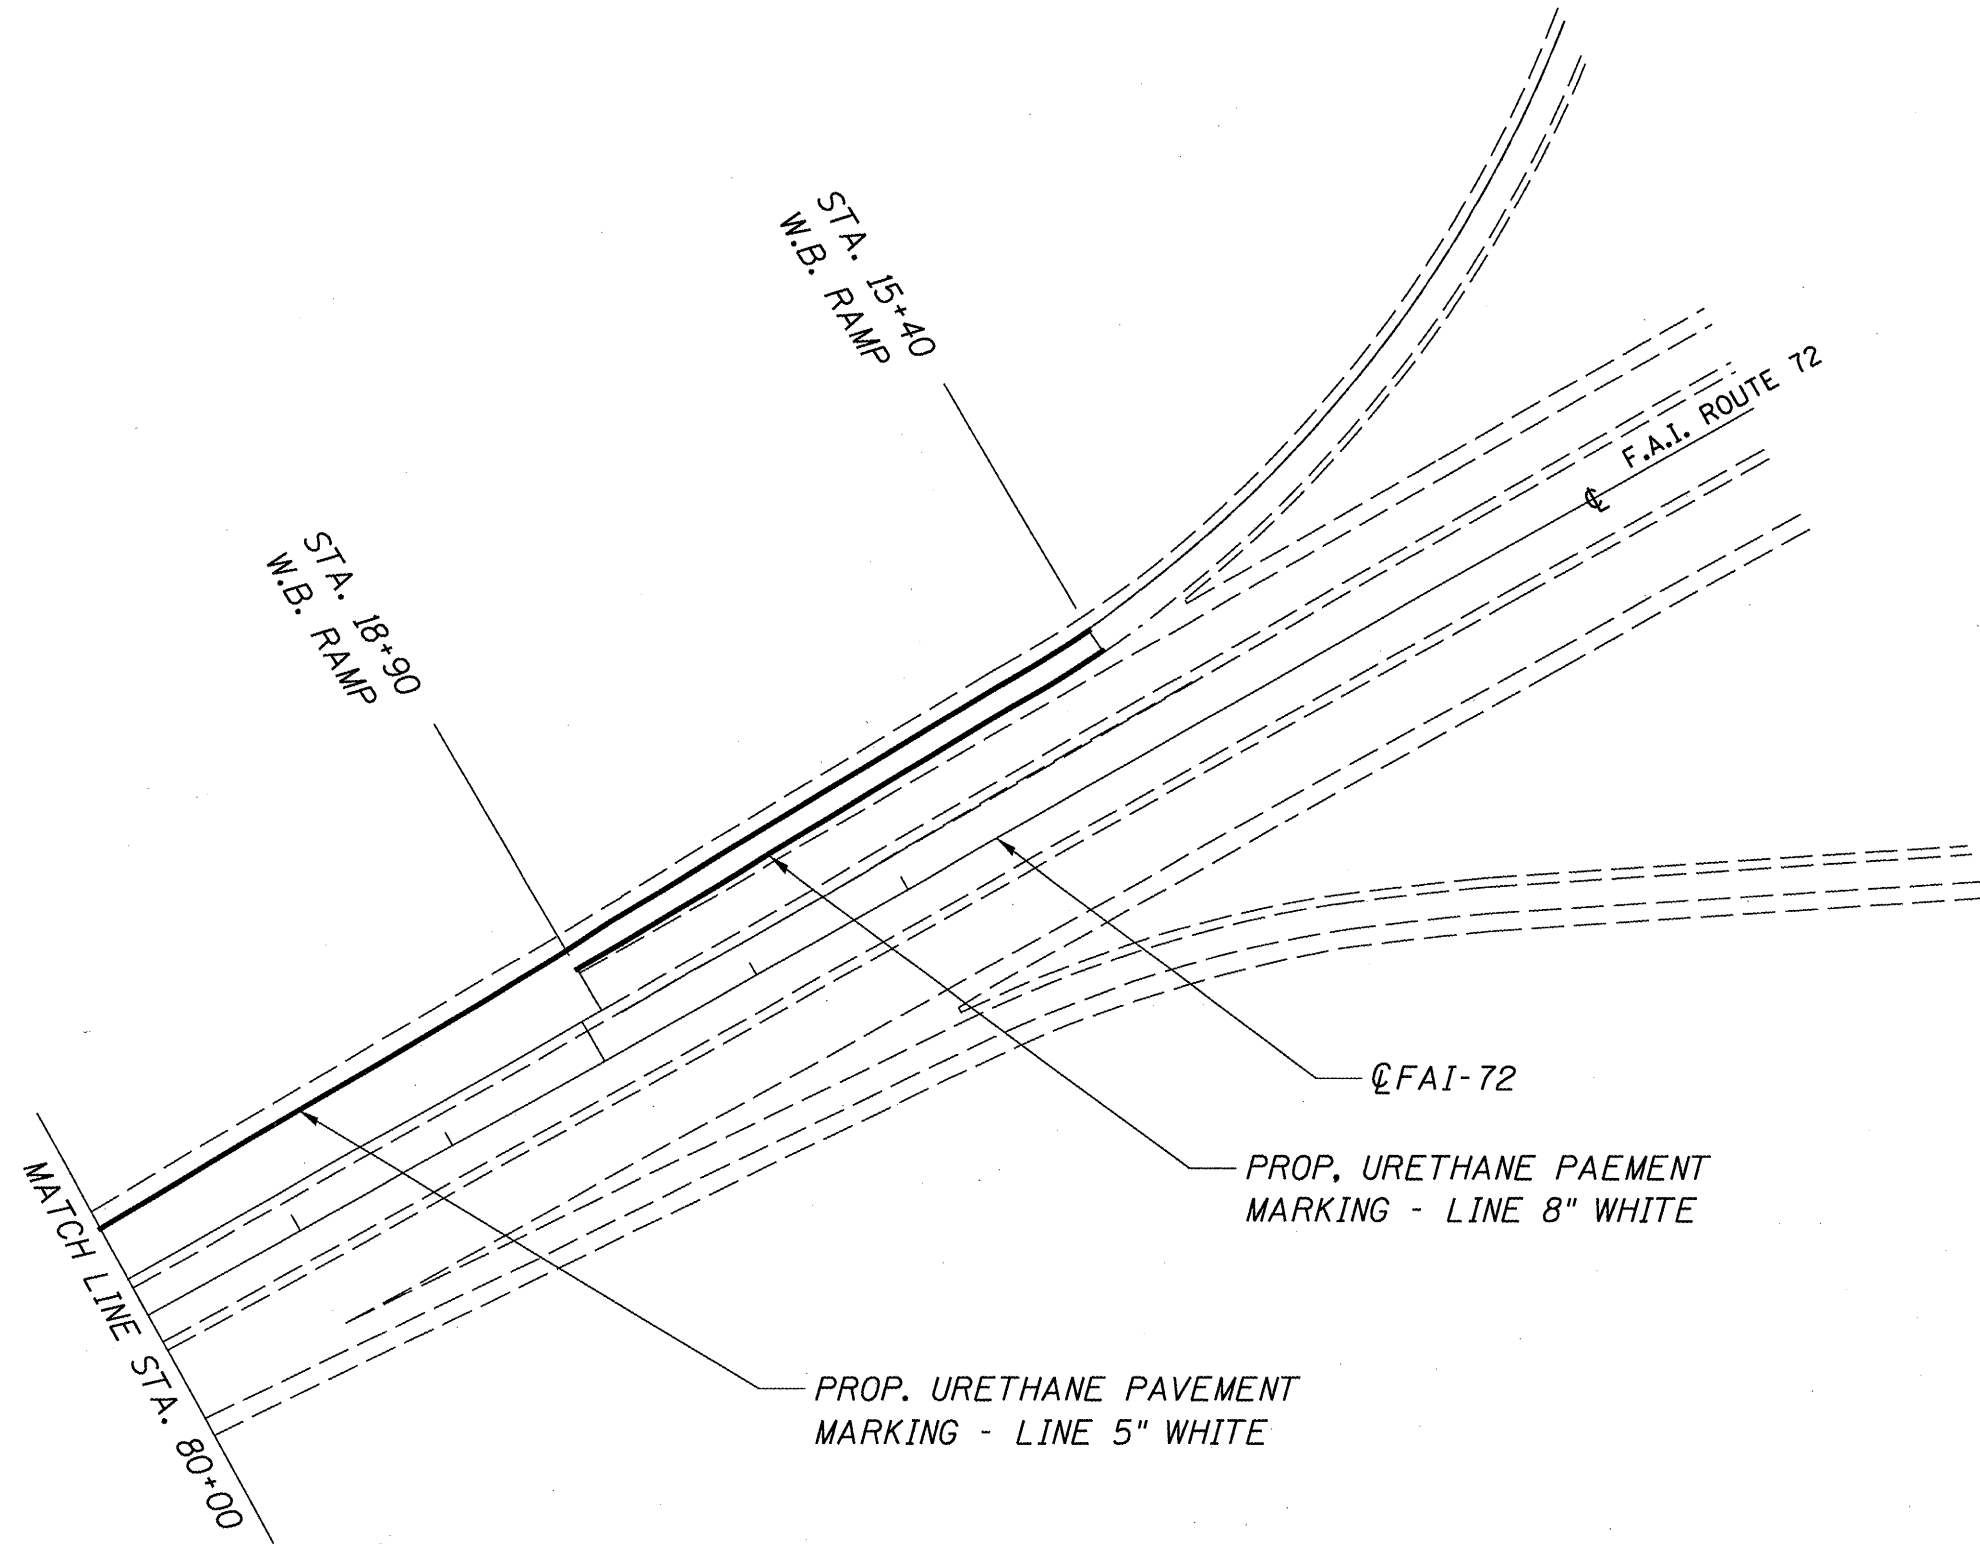 STA. 15+40
W.B. RAMP
F.A.I. ROUTE 72
℄
STA. 18+90
W.B. RAMP
℄ FAI-72
PROP. URETHANE PAEMENT
MARKING - LINE 8" WHITE
MATCH LINE STA. 80+00
PROP. URETHANE PAVEMENT
MARKING - LINE 5" WHITE